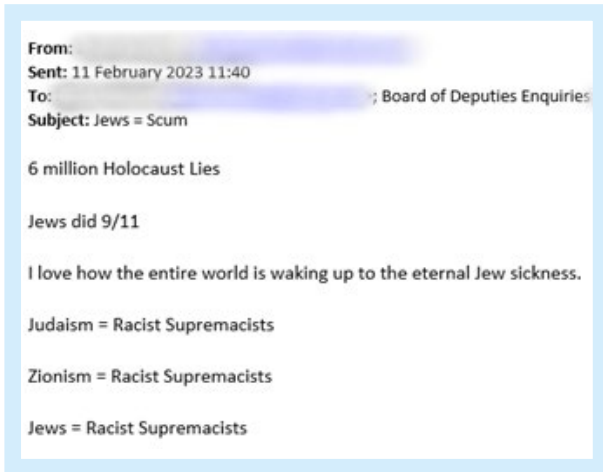 From:
Sent: 11 February 2023 11:40
To: ; Board of Deputies Enquiries
Subject: Jews = Scum
6 million Holocaust Lies
Jews did 9/11
I love how the entire world is waking up to the eternal Jew sickness.
Judaism = Racist Supremacists
Zionism = Racist Supremacists
Jews = Racist Supremacists